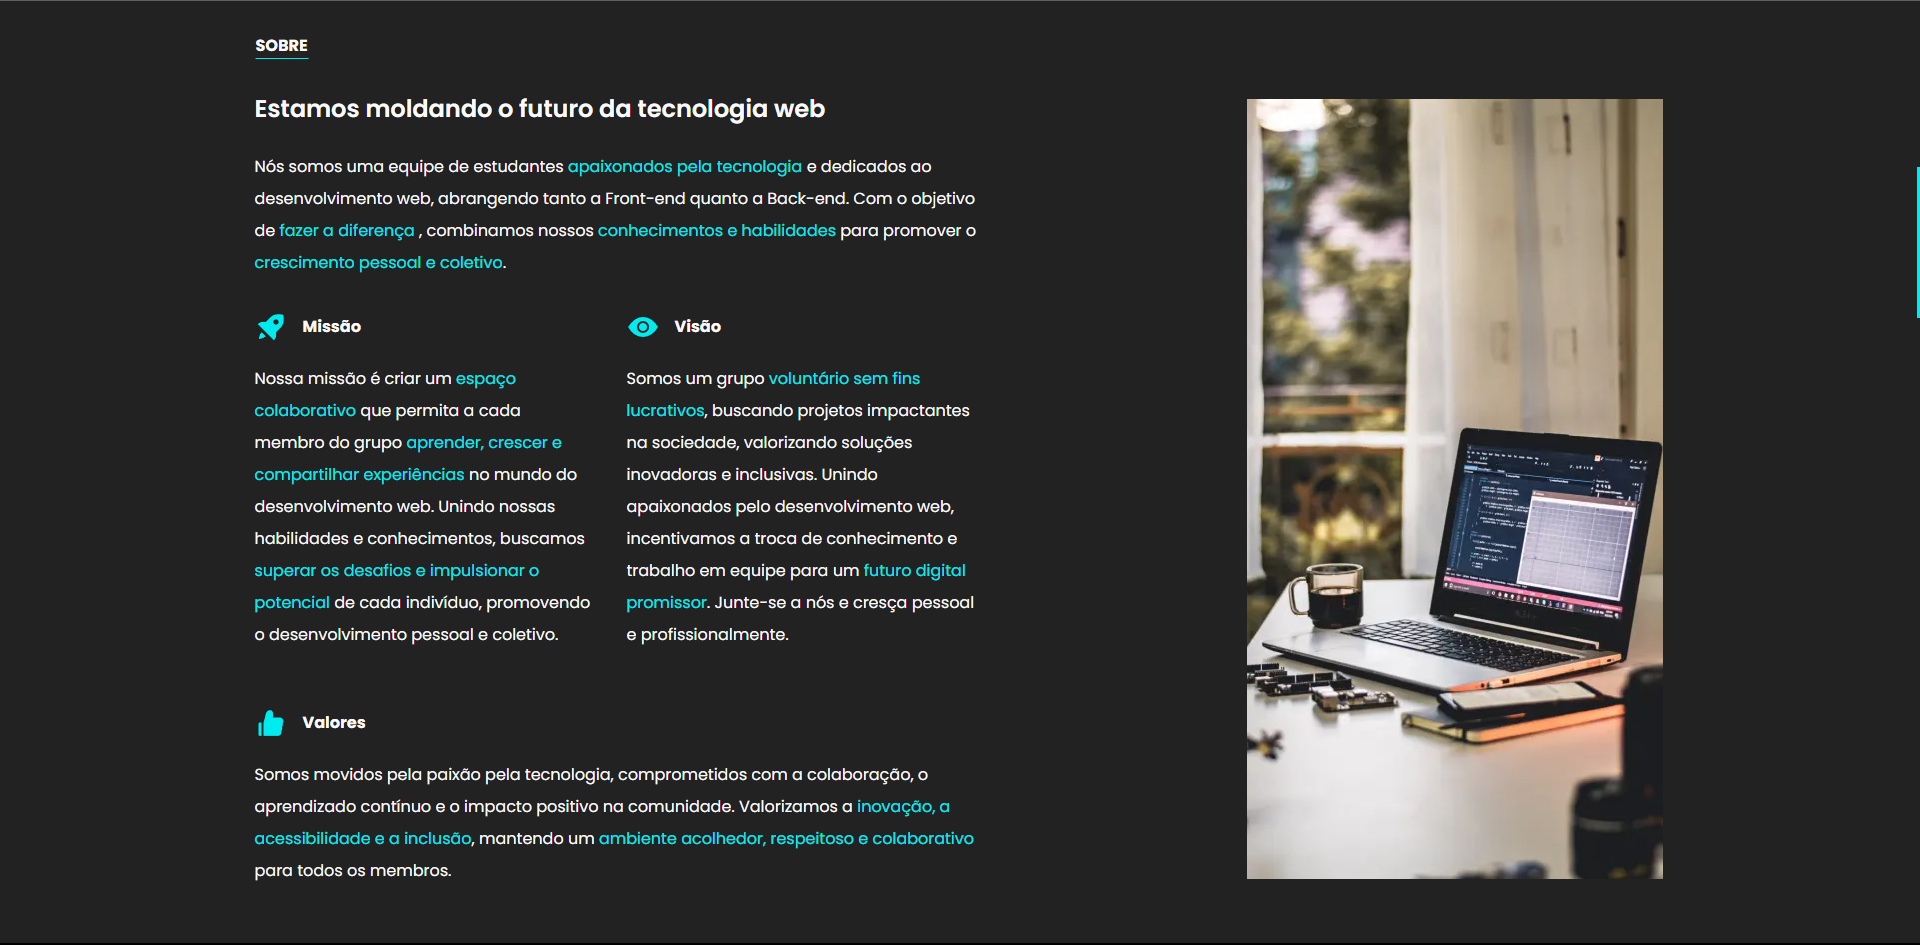 SOBRE
Estamos moldando o futuro da tecnologia web
Nós somos uma equipe de estudantes apaixonados pela tecnologia e dedicados ao
desenvolvimento web, abrangendo tanto a Front-end quanto a Back-end. Com o objetivo
de fazer a diferença , combinamos nossos conhecimentos e habilidades para promover o
crescimento pessoal e coletivo.
Missão
Nossa missão é criar um espaço
colaborativo que permita a cada
membro do grupo aprender, crescer e
compartilhar experiências no mundo do
desenvolvimento web. Unindo nossas
habilidades e conhecimentos, buscamos
superar os desafios e impulsionar o
potencial de cada indivíduo, promovendo
o desenvolvimento pessoal e coletivo.
Visão
Somos um grupo voluntário sem fins
lucrativos, buscando projetos impactantes
na sociedade, valorizando soluções
inovadoras e inclusivas. Unindo
apaixonados pelo desenvolvimento web,
incentivamos a troca de conhecimento e
trabalho em equipe para um futuro digital
promissor. Junte-se a nós e cresça pessoal
e profissionalmente.
Valores
Somos movidos pela paixão pela tecnologia, comprometidos com a colaboração, o
aprendizado contínuo e o impacto positivo na comunidade. Valorizamos a inovação, a
acessibilidade e a inclusão, mantendo um ambiente acolhedor, respeitoso e colaborativo
para todos os membros.